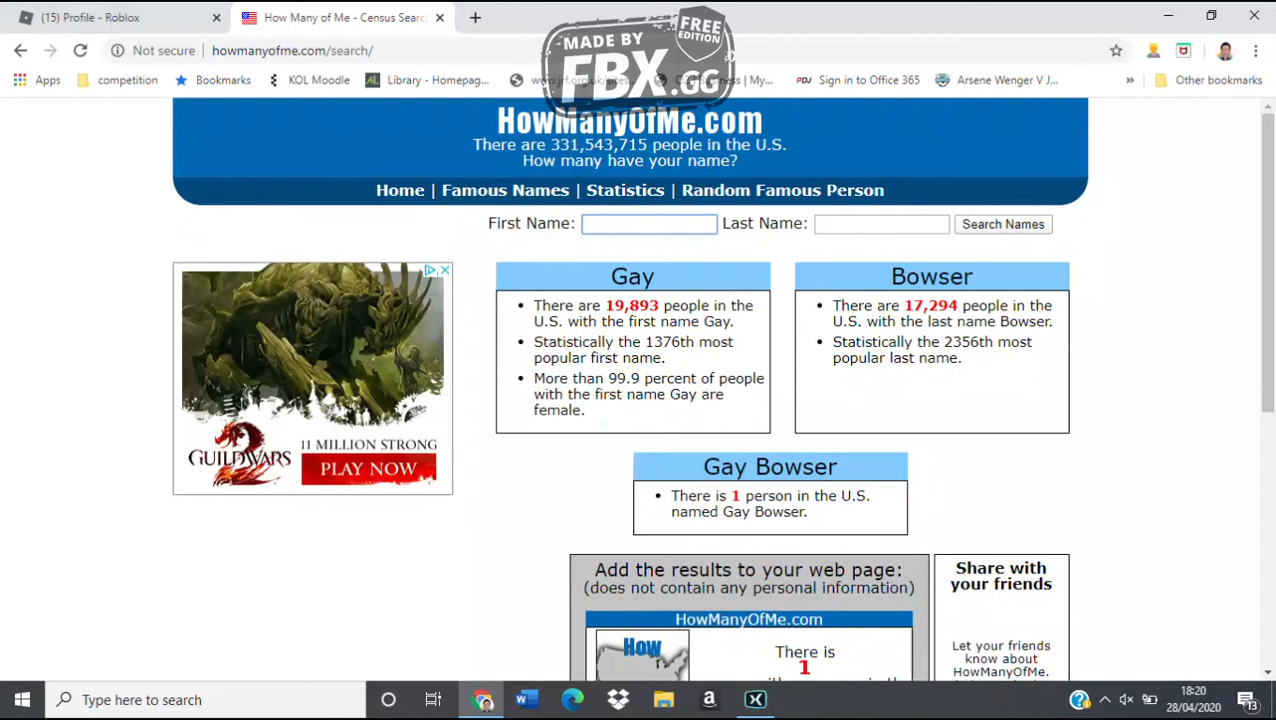 (15) Profile - Roblox
How Many of Me - Census Searc
Not secure
howmanyofme.com/search/
MADE BY
FREE
EDITION
FBX.GG
Apps
competition
Bookmarks
KOL Moodle
Library - Homepag...
www.jrf.org.uk/sites...
My...
Sign in to Office 365
Arsene Wenger V J...
»
Other bookmarks
HowManyOfMe.com
There are 331,543,715 people in the U.S.
How many have your name?
Home | Famous Names | Statistics | Random Famous Person
First Name:
Last Name:
Search Names
Gay
• There are 19,893 people in the
U.S. with the first name Gay.
• Statistically the 1376th most
popular first name.
• More than 99.9 percent of people
with the first name Gay are
female.
Bowser
• There are 17,294 people in the
U.S. with the last name Bowser.
• Statistically the 2356th most
popular last name.
GUILDWARS
2
11 MILLION STRONG
PLAY NOW
Gay Bowser
• There is 1 person in the U.S.
named Gay Bowser.
Add the results to your web page:
(does not contain any personal information)
HowManyOfMe.com
How
There is
1
Share with
your friends
Let your friends
know about
HowManyOfMe.
Type here to search
18:20
28/04/2020
13